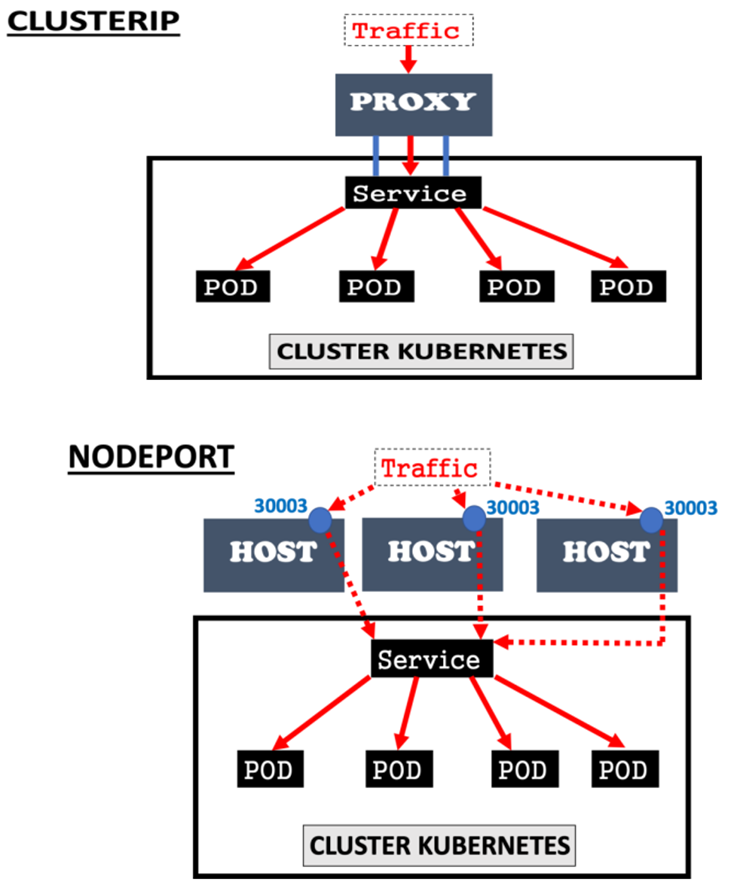 CLUSTERIP
Traffic
PROXY
Service
POD POD POD POD
CLUSTER KUBERNETES
NODEPORT
Traffic
30003 30003 30003
HOST HOST HOST
Service
POD POD POD POD
CLUSTER KUBERNETES